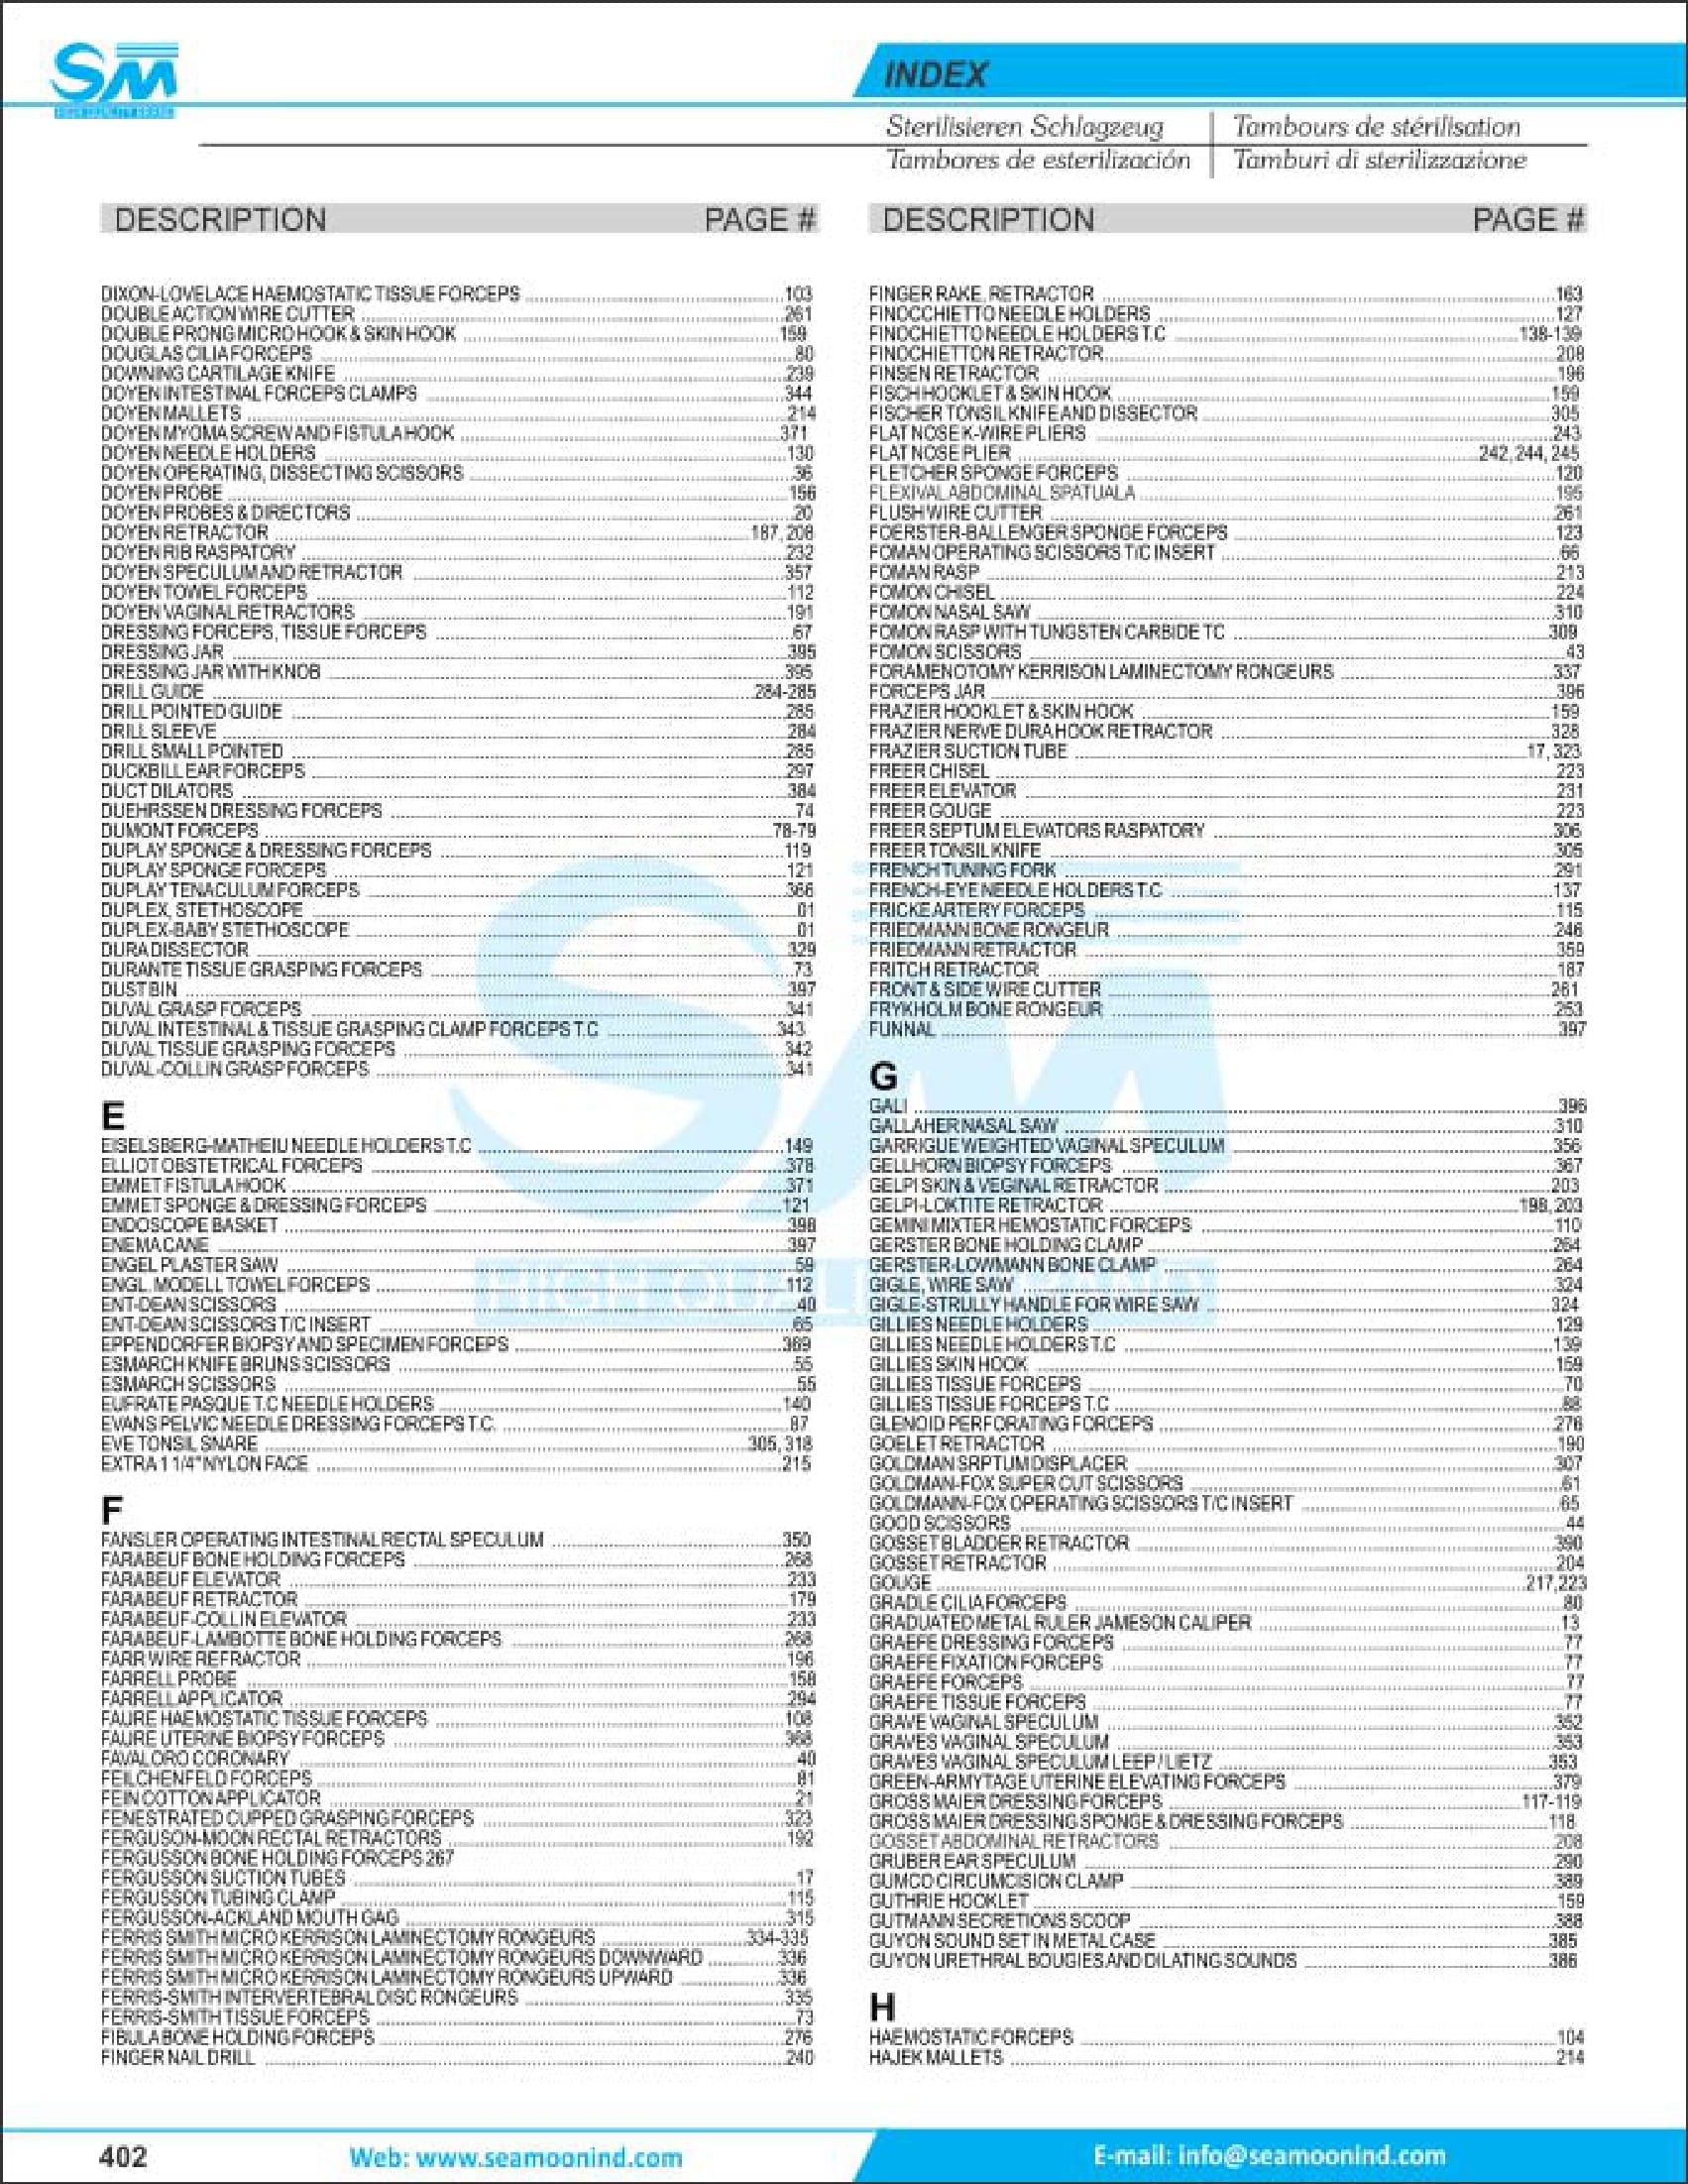 SM
INDEX
Sterilisieren Schlagzeug
Tambours de stérilisation
Tambores de esterilización
Tamburi di sterilizzazione
DESCRIPTION PAGE #
DIXON-LOVELACE HAEMOSTATIC TISSUE FORCEPS 103
DOUBLE ACTION WIRE CUTTER 261
DOUBLE PRONG MICRO HOOK & SKIN HOOK 159
DOUGLAS CILIA FORCEPS 80
DOWNING CARTILAGE KNIFE 239
DOYEN INTESTINAL FORCEPS CLAMPS 344
DOYEN MALLETS 214
DOYEN MYOMA SCREW AND FISTULA HOOK 371
DOYEN NEEDLE HOLDERS 130
DOYEN OPERATING, DISSECTING SCISSORS 36
DOYEN PROBE 156
DOYEN PROBES & DIRECTORS 20
DOYEN RETRACTOR 187, 208
DOYEN RIB RASPATORY 232
DOYEN SPECULUM AND RETRACTOR 357
DOYEN TOWEL FORCEPS 112
DOYEN VAGINAL RETRACTORS 191
DRESSING FORCEPS, TISSUE FORCEPS 67
DRESSING JAR 395
DRESSING JAR WITH KNOB 395
DRILL GUIDE 284-285
DRILL POINTED GUIDE 285
DRILL SLEEVE 284
DRILL SMALL POINTED 285
DUCKBILL EAR FORCEPS 297
DUCT DILATORS 384
DUEHRSSEN DRESSING FORCEPS 74
DUMONT FORCEPS 78-79
DUPLAY SPONGE & DRESSING FORCEPS 119
DUPLAY SPONGE FORCEPS 121
DUPLAY TENACULUM FORCEPS 366
DUPLEX, STETHOSCOPE 01
DUPLEX-BABY STETHOSCOPE 01
DURA DISSECTOR 329
DURANTE TISSUE GRASPING FORCEPS 73
DUST BIN 397
DUVAL GRASP FORCEPS 341
DUVAL INTESTINAL & TISSUE GRASPING CLAMP FORCEPS T.C 343
DUVAL TISSUE GRASPING FORCEPS 342
DUVAL-COLLIN GRASP FORCEPS 341
E
EISELSBERG-MATHEIU NEEDLE HOLDERS T.C 149
ELLIOT OBSTETRICAL FORCEPS 378
EMMET FISTULA HOOK 371
EMMET SPONGE & DRESSING FORCEPS 121
ENDOSCOPE BASKET 398
ENEMA CANE 397
ENGEL PLASTER SAW 59
ENGL. MODELL TOWEL FORCEPS 112
ENT-DEAN SCISSORS 40
ENT-DEAN SCISSORS T/C INSERT 65
EPPENDORFER BIOPSY AND SPECIMEN FORCEPS 369
ESMARCH KNIFE BRUNS SCISSORS 55
ESMARCH SCISSORS 55
EUFRATE PASQUE T.C NEEDLE HOLDERS 140
EVANS PELVIC NEEDLE DRESSING FORCEPS T.C. 87
EVE TONSIL SNARE 305, 318
EXTRA 1 1/4" NYLON FACE 215
F
FANSLER OPERATING INTESTINAL RECTAL SPECULUM 350
FARABEUF BONE HOLDING FORCEPS 268
FARABEUF ELEVATOR 233
FARABEUF RETRACTOR 179
FARABEUF-COLLIN ELEVATOR 233
FARABEUF-LAMBOTTE BONE HOLDING FORCEPS 268
FARR WIRE REFRACTOR 196
FARRELL PROBE 158
FARRELL APPLICATOR 294
FAURE HAEMOSTATIC TISSUE FORCEPS 108
FAURE UTERINE BIOPSY FORCEPS 368
FAVALORO CORONARY 40
FEILCHENFELD FORCEPS 81
FEIN COTTON APPLICATOR 21
FENESTRATED CUPPED GRASPING FORCEPS 323
FERGUSON-MOON RECTAL RETRACTORS 192
FERGUSSON BONE HOLDING FORCEPS 267
FERGUSSON SUCTION TUBES 17
FERGUSSON TUBING CLAMP 115
FERGUSSON-ACKLAND MOUTH GAG 315
FERRIS SMITH MICRO KERRISON LAMINECTOMY RONGEURS 334-335
FERRIS SMITH MICRO KERRISON LAMINECTOMY RONGEURS DOWNWARD 336
FERRIS SMITH MICRO KERRISON LAMINECTOMY RONGEURS UPWARD 336
FERRIS-SMITH INTERVERTEBRAL DISC RONGEURS 335
FERRIS-SMITH TISSUE FORCEPS 73
FIBULA BONE HOLDING FORCEPS 276
FINGER NAIL DRILL 240
DESCRIPTION PAGE #
FINGER RAKE, RETRACTOR 163
FINOCCHIETTO NEEDLE HOLDERS 127
FINOCHIETTO NEEDLE HOLDERS T.C 138-139
FINOCHIETTON RETRACTOR 208
FINSEN RETRACTOR 196
FISCH HOOKLET & SKIN HOOK 159
FISCHER TONSIL KNIFE AND DISSECTOR 305
FLAT NOSE K-WIRE PLIERS 243
FLAT NOSE PLIER 242, 244, 245
FLETCHER SPONGE FORCEPS 120
FLEXIVAL ABDOMINAL SPATUALA 195
FLUSH WIRE CUTTER 261
FOERSTER-BALLENGER SPONGE FORCEPS 123
FOMAN OPERATING SCISSORS T/C INSERT 66
FOMAN RASP 213
FOMON CHISEL 224
FOMON NASAL SAW 310
FOMON RASP WITH TUNGSTEN CARBIDE TC 309
FOMON SCISSORS 43
FORAMENOTOMY KERRISON LAMINECTOMY RONGEURS 337
FORCEPS JAR 396
FRAZIER HOOKLET & SKIN HOOK 159
FRAZIER NERVE DURA HOOK RETRACTOR 328
FRAZIER SUCTION TUBE 17, 323
FREER CHISEL 223
FREER ELEVATOR 231
FREER GOUGE 223
FREER SEPTUM ELEVATORS RASPATORY 306
FREER TONSIL KNIFE 305
FRENCH TUNING FORK 291
FRENCH-EYE NEEDLE HOLDERS T.C 137
FRICKE ARTERY FORCEPS 115
FRIEDMANN BONE RONGEUR 246
FRIEDMANN RETRACTOR 359
FRITCH RETRACTOR 187
FRONT & SIDE WIRE CUTTER 261
FRYKHOLM BONE RONGEUR 253
FUNNAL 397
G
GALI 396
GALLAHER NASAL SAW 310
GARRIGUE WEIGHTED VAGINAL SPECULUM 356
GELLHORN BIOPSY FORCEPS 367
GELPI SKIN & VEGINAL RETRACTOR 203
GELPI-LOKTITE RETRACTOR 198, 203
GEMINI MIXTER HEMOSTATIC FORCEPS 110
GERSTER BONE HOLDING CLAMP 264
GERSTER-LOWMANN BONE CLAMP 264
GIGLE, WIRE SAW 324
GIGLE-STRULLY HANDLE FOR WIRE SAW 324
GILLIES NEEDLE HOLDERS 129
GILLIES NEEDLE HOLDERS T.C 139
GILLIES SKIN HOOK 159
GILLIES TISSUE FORCEPS 70
GILLIES TISSUE FORCEPS T.C 88
GLENOID PERFORATING FORCEPS 276
GOELET RETRACTOR 190
GOLDMAN SRPTUM DISPLACER 307
GOLDMAN-FOX SUPER CUT SCISSORS 61
GOLDMANN-FOX OPERATING SCISSORS T/C INSERT 65
GOOD SCISSORS 44
GOSSET BLADDER RETRACTOR 390
GOSSET RETRACTOR 204
GOUGE 217,223
GRADLE CILIA FORCEPS 80
GRADUATED METAL RULER JAMESON CALIPER 13
GRAEFE DRESSING FORCEPS 77
GRAEFE FIXATION FORCEPS 77
GRAEFE FORCEPS 77
GRAEFE TISSUE FORCEPS 77
GRAVE VAGINAL SPECULUM 352
GRAVES VAGINAL SPECULUM 353
GRAVES VAGINAL SPECULUM LEEP / LIETZ 353
GREEN-ARMYTAGE UTERINE ELEVATING FORCEPS 379
GROSS MAIER DRESSING FORCEPS 117-119
GROSS MAIER DRESSING SPONGE & DRESSING FORCEPS 118
GOSSET ABDOMINAL RETRACTORS 208
GRUBER EAR SPECULUM 290
GUMCO CIRCUMCISION CLAMP 389
GUTHRIE HOOKLET 159
GUTMANN SECRETIONS SCOOP 388
GUYON SOUND SET IN METAL CASE 385
GUYON URETHRAL BOUGIES AND DILATING SOUNDS 386
H
HAEMOSTATIC FORCEPS 104
HAJEK MALLETS 214
402
Web: www.seamoonind.com
E-mail: info@seamoonind.com